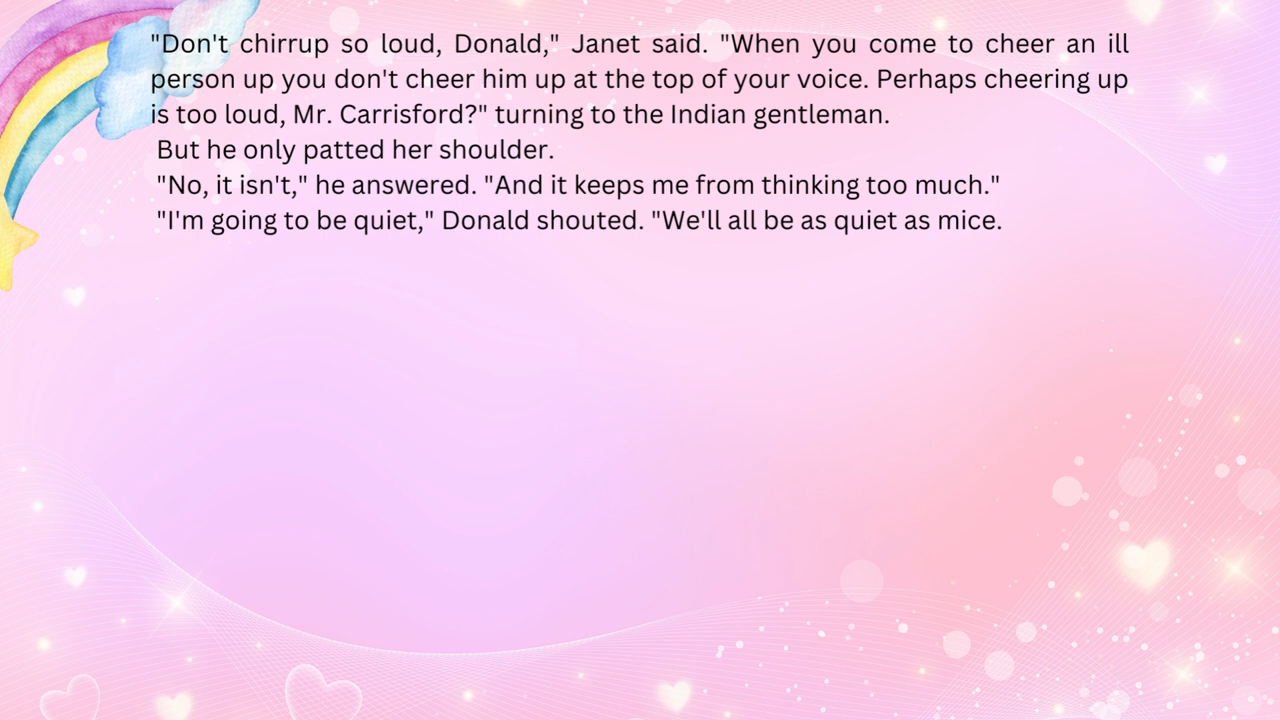 "Don't chirrup so loud, Donald," Janet said. "When you come to cheer an ill
person up you don't cheer him up at the top of your voice. Perhaps cheering up
is too loud, Mr. Carrisford?" turning to the Indian gentleman.
But he only patted her shoulder.
"No, it isn't," he answered. "And it keeps me from thinking too much."
"I'm going to be quiet," Donald shouted. "We'll all be as quiet as mice.